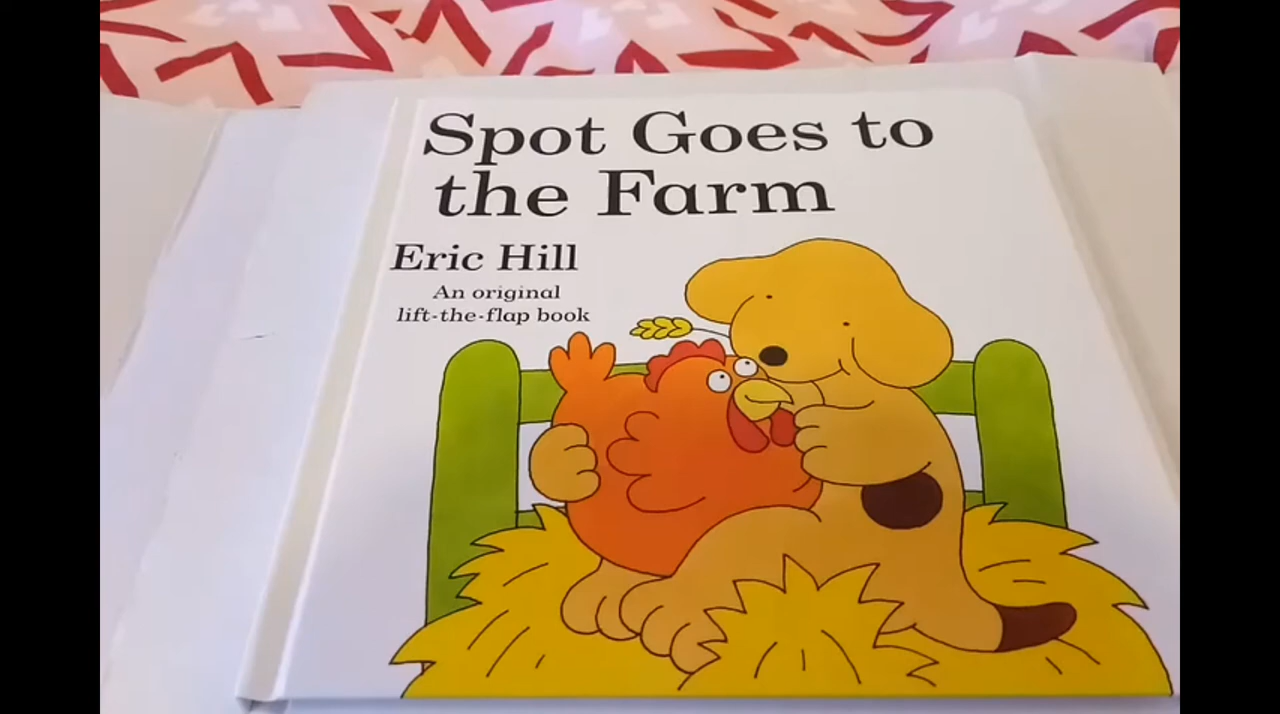 Spot Goes to
the Farm
Eric Hill
An original
lift-the-flap book